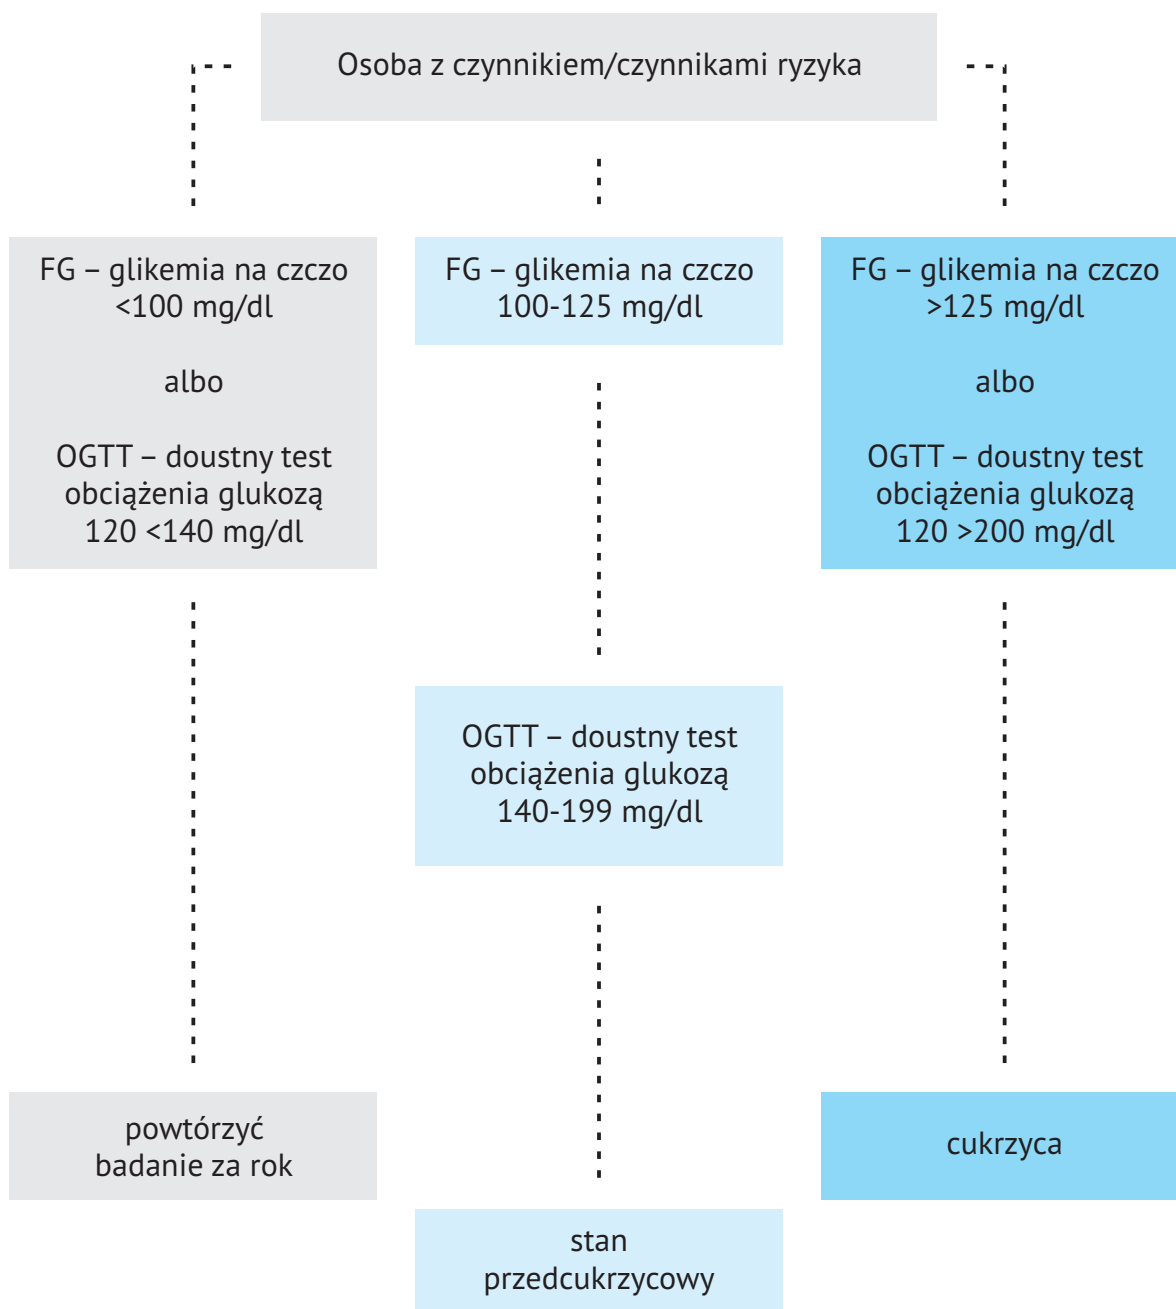 Osoba z czynnikiem/czynnikami ryzyka
FG – glikemia na czczo
<100 mg/dl
albo
OGTT – doustny test
obciążenia glukozą
120 <140 mg/dl
FG – glikemia na czczo
100-125 mg/dl
FG – glikemia na czczo
>125 mg/dl
albo
OGTT – doustny test
obciążenia glukozą
120 >200 mg/dl
OGTT – doustny test
obciążenia glukozą
140-199 mg/dl
powtórzyć
badanie za rok
cukrzyca
stan
przedcukrzycowy